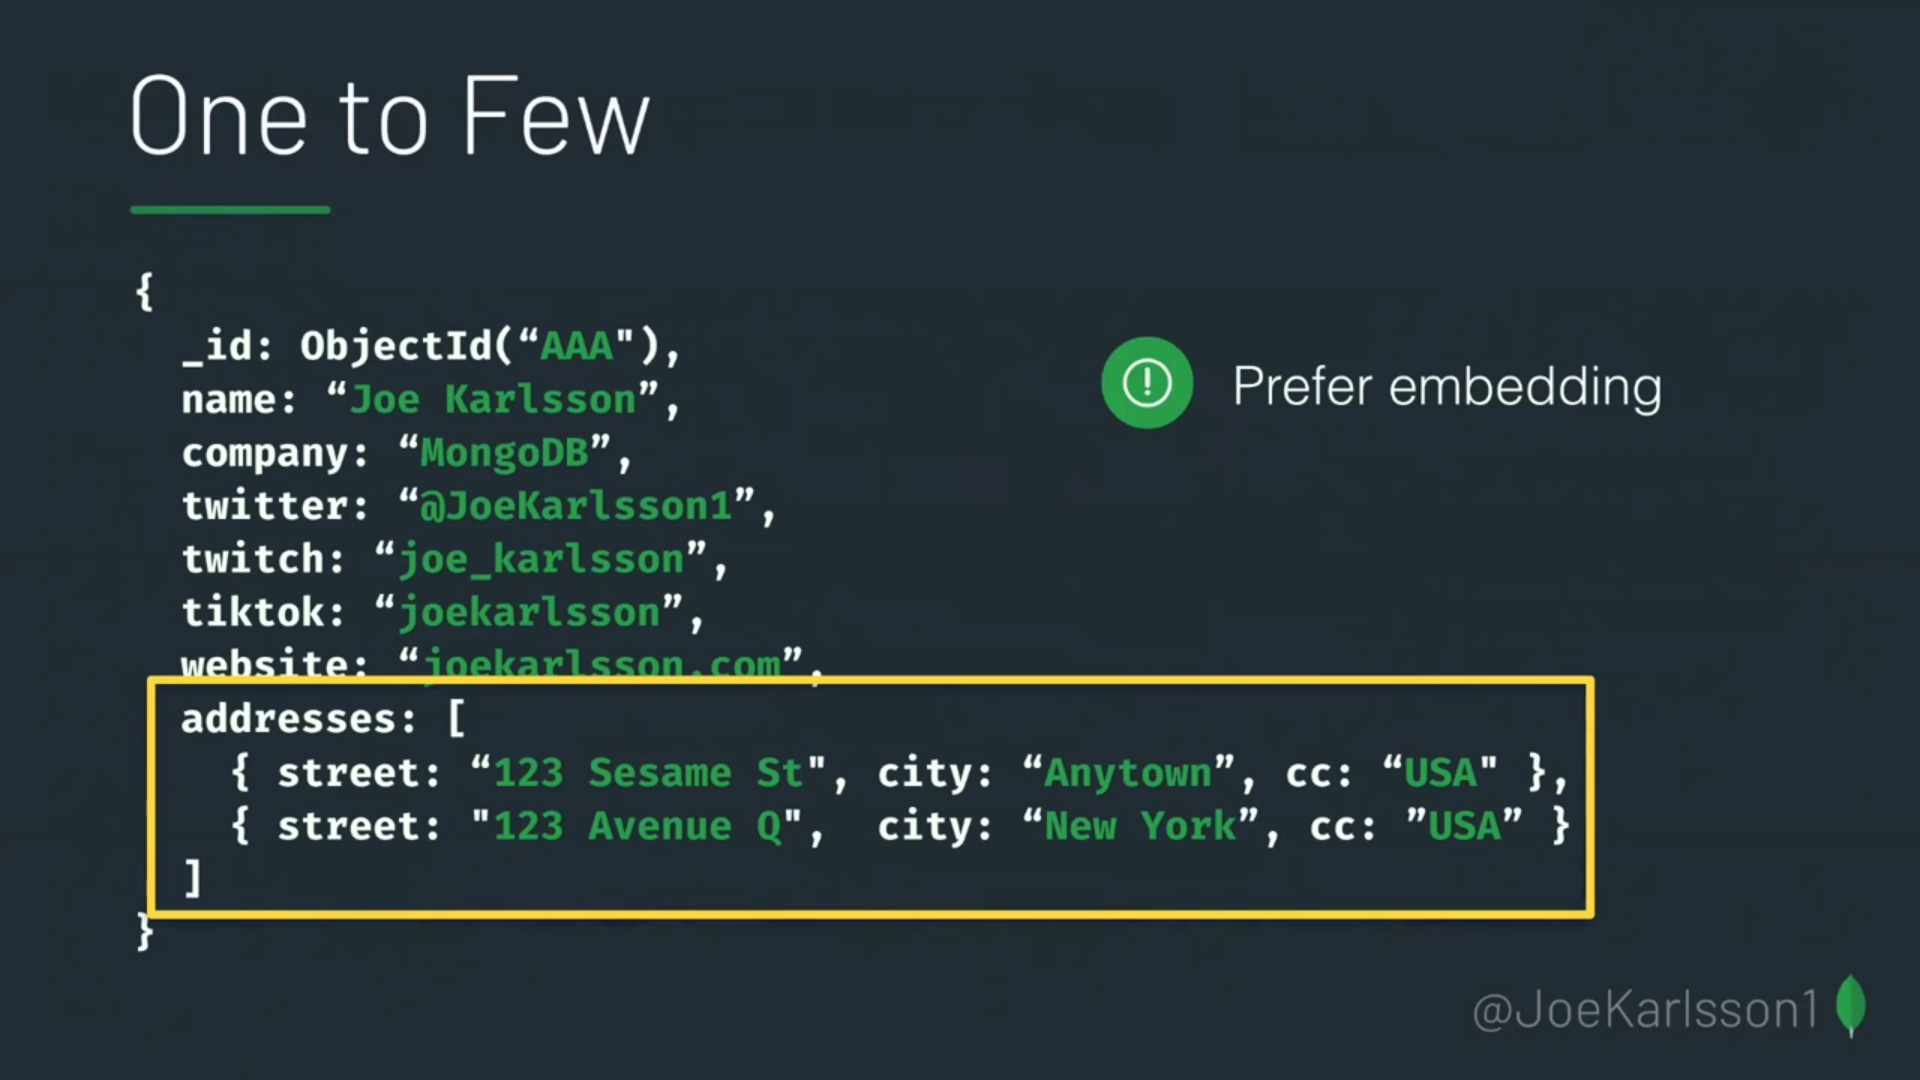 One to Few
{
_id: ObjectId(“AAA"),
name: “Joe Karlsson”,
company: “MongoDB”,
twitter: “@JoeKarlsson1”,
twitch: “joe_karlsson”,
tiktok: “joekarlsson”,
website: “joekarlsson.com”,
addresses: [
{ street: “123 Sesame St", city: “Anytown”, cc: “USA" },
{ street: "123 Avenue Q", city: “New York”, cc: ”USA” }
]
}
Prefer embedding
@JoeKarlsson1